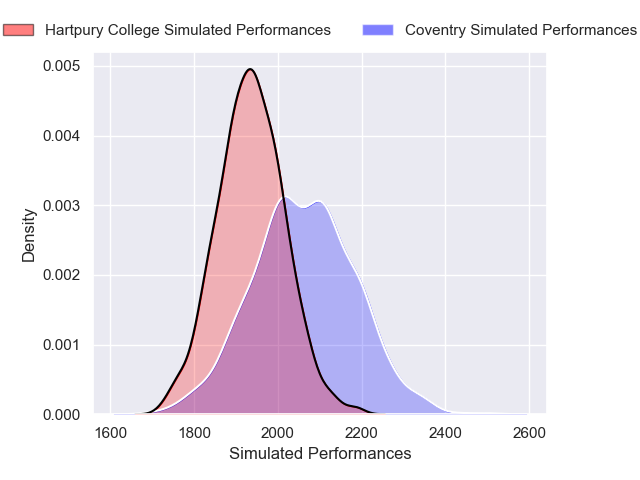 Hartpury College Simulated Performances
Coventry Simulated Performances
0.005
0.004
0.003
0.002
0.001
0.000
Density
1600 1800 2000 2200 2400 2600
Simulated Performances